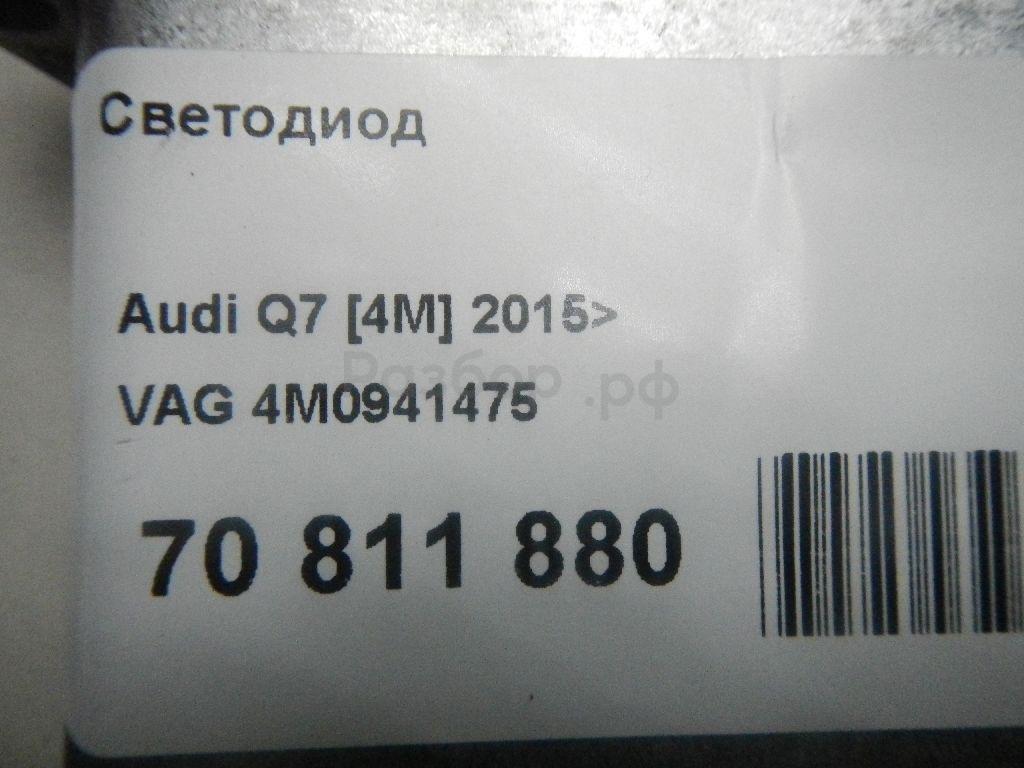 Светодиод
Audi Q7 [4M] 2015>
Разбор.рф
VAG 4M0941475
70 811 880